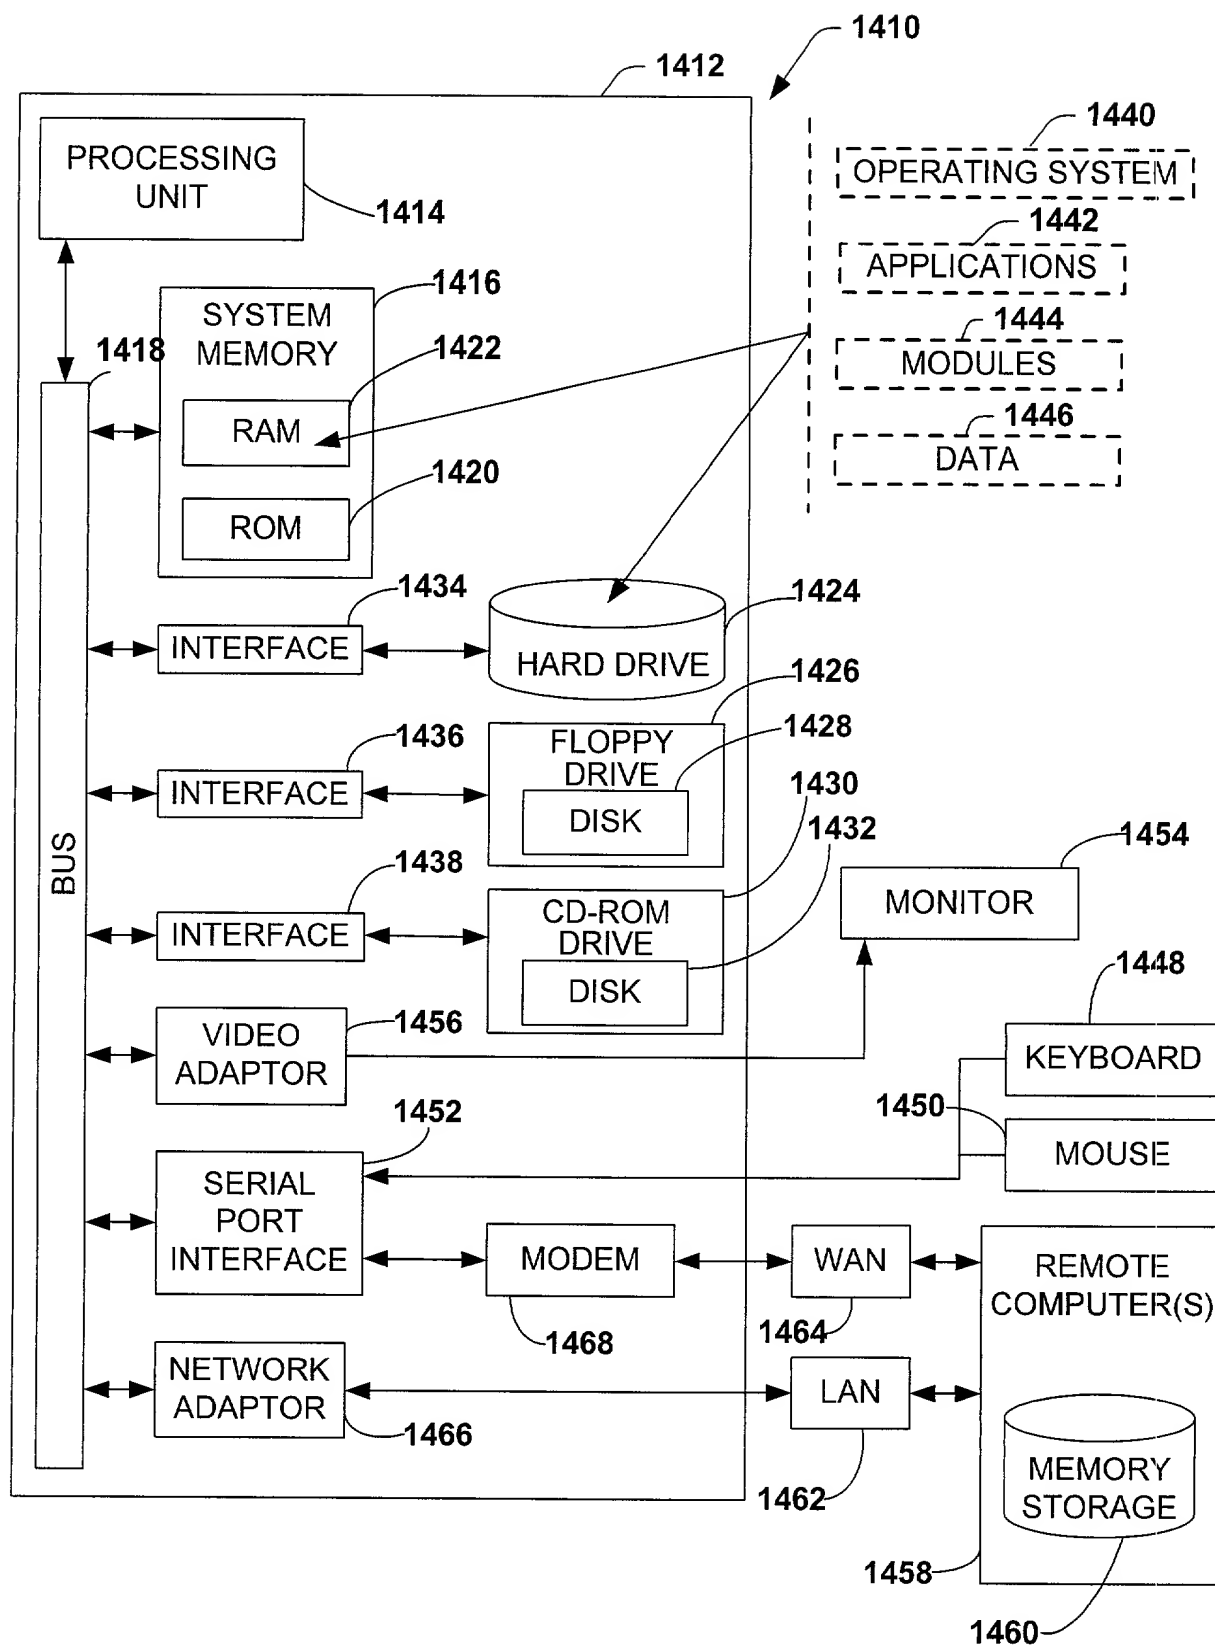 1410
1412
PROCESSING
UNIT
1414
1440
OPERATING SYSTEM
1442
APPLICATIONS
1444
MODULES
1446
DATA
1416
SYSTEM
MEMORY
1418
1422
RAM
1420
ROM
1434
INTERFACE
1424
HARD DRIVE
1426
1436
INTERFACE
FLOPPY
DRIVE
1428
DISK
1430
1432
1438
INTERFACE
CD-ROM
DRIVE
DISK
BUS
1454
MONITOR
1456
VIDEO
ADAPTOR
1448
KEYBOARD
1450
MOUSE
1452
SERIAL
PORT
INTERFACE
MODEM
1468
WAN
1464
REMOTE
COMPUTER(S)
NETWORK
ADAPTOR
1466
LAN
1462
MEMORY
STORAGE
1458
1460